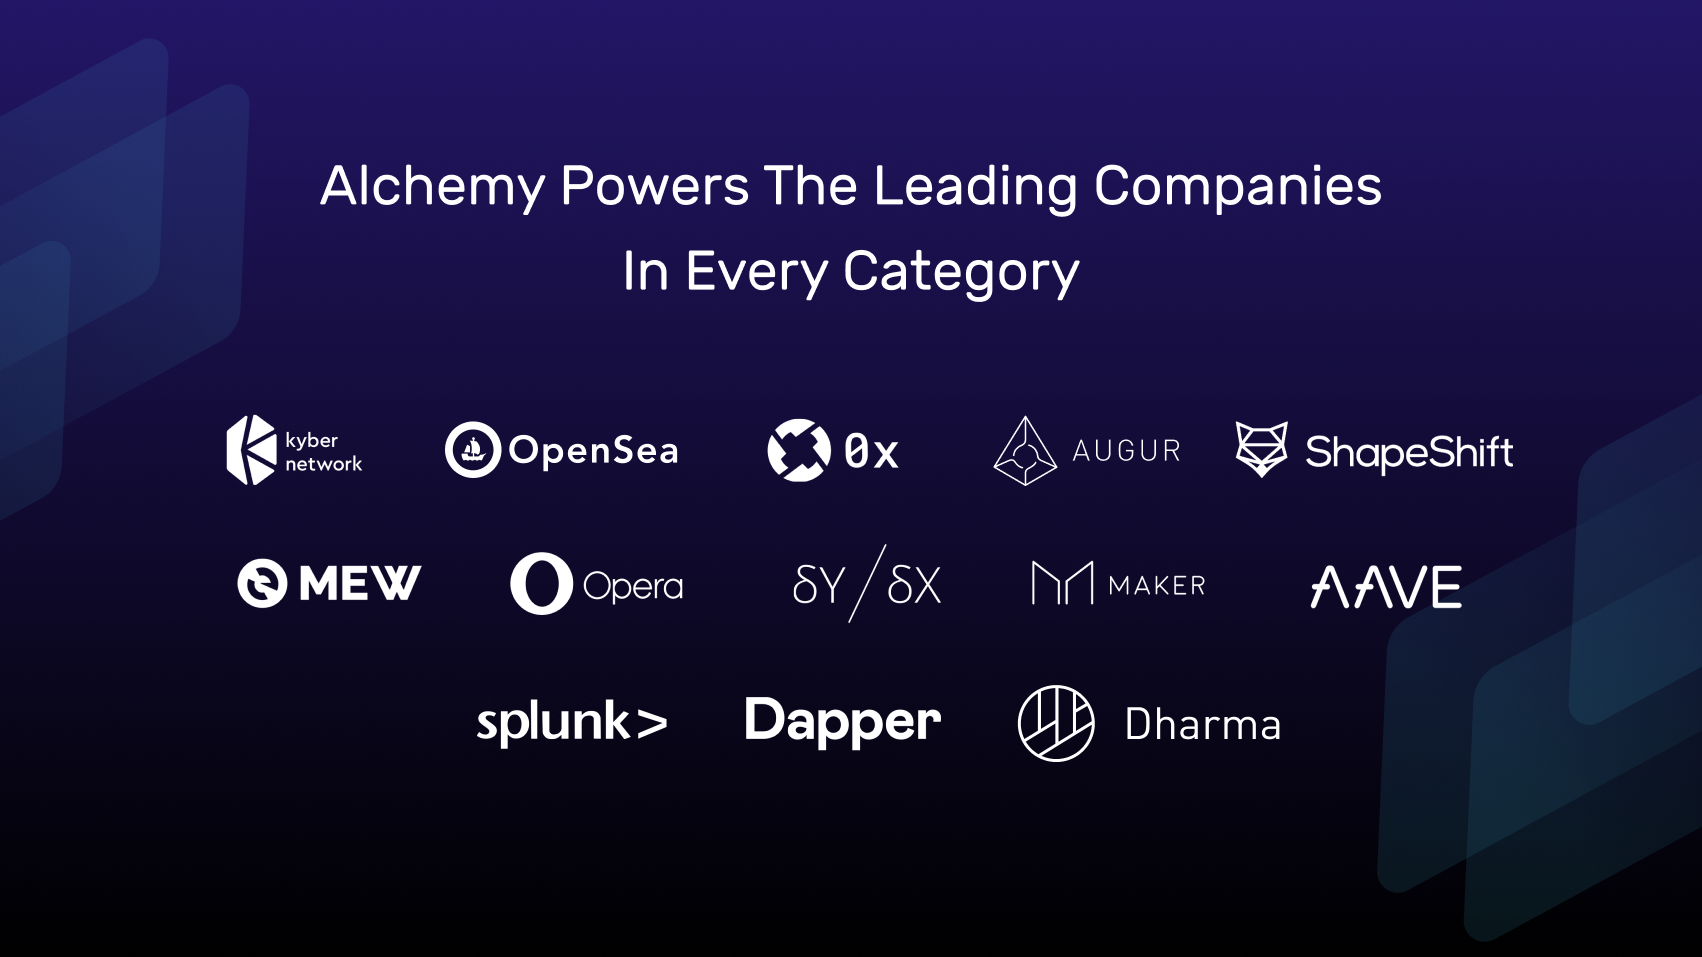 Alchemy Powers The Leading Companies
In Every Category
kyber
network
OpenSea
0x
AUGUR
ShapeShift
MEW
Opera
δY/δX
MAKER
AAVE
splunk>
Dapper
Dharma